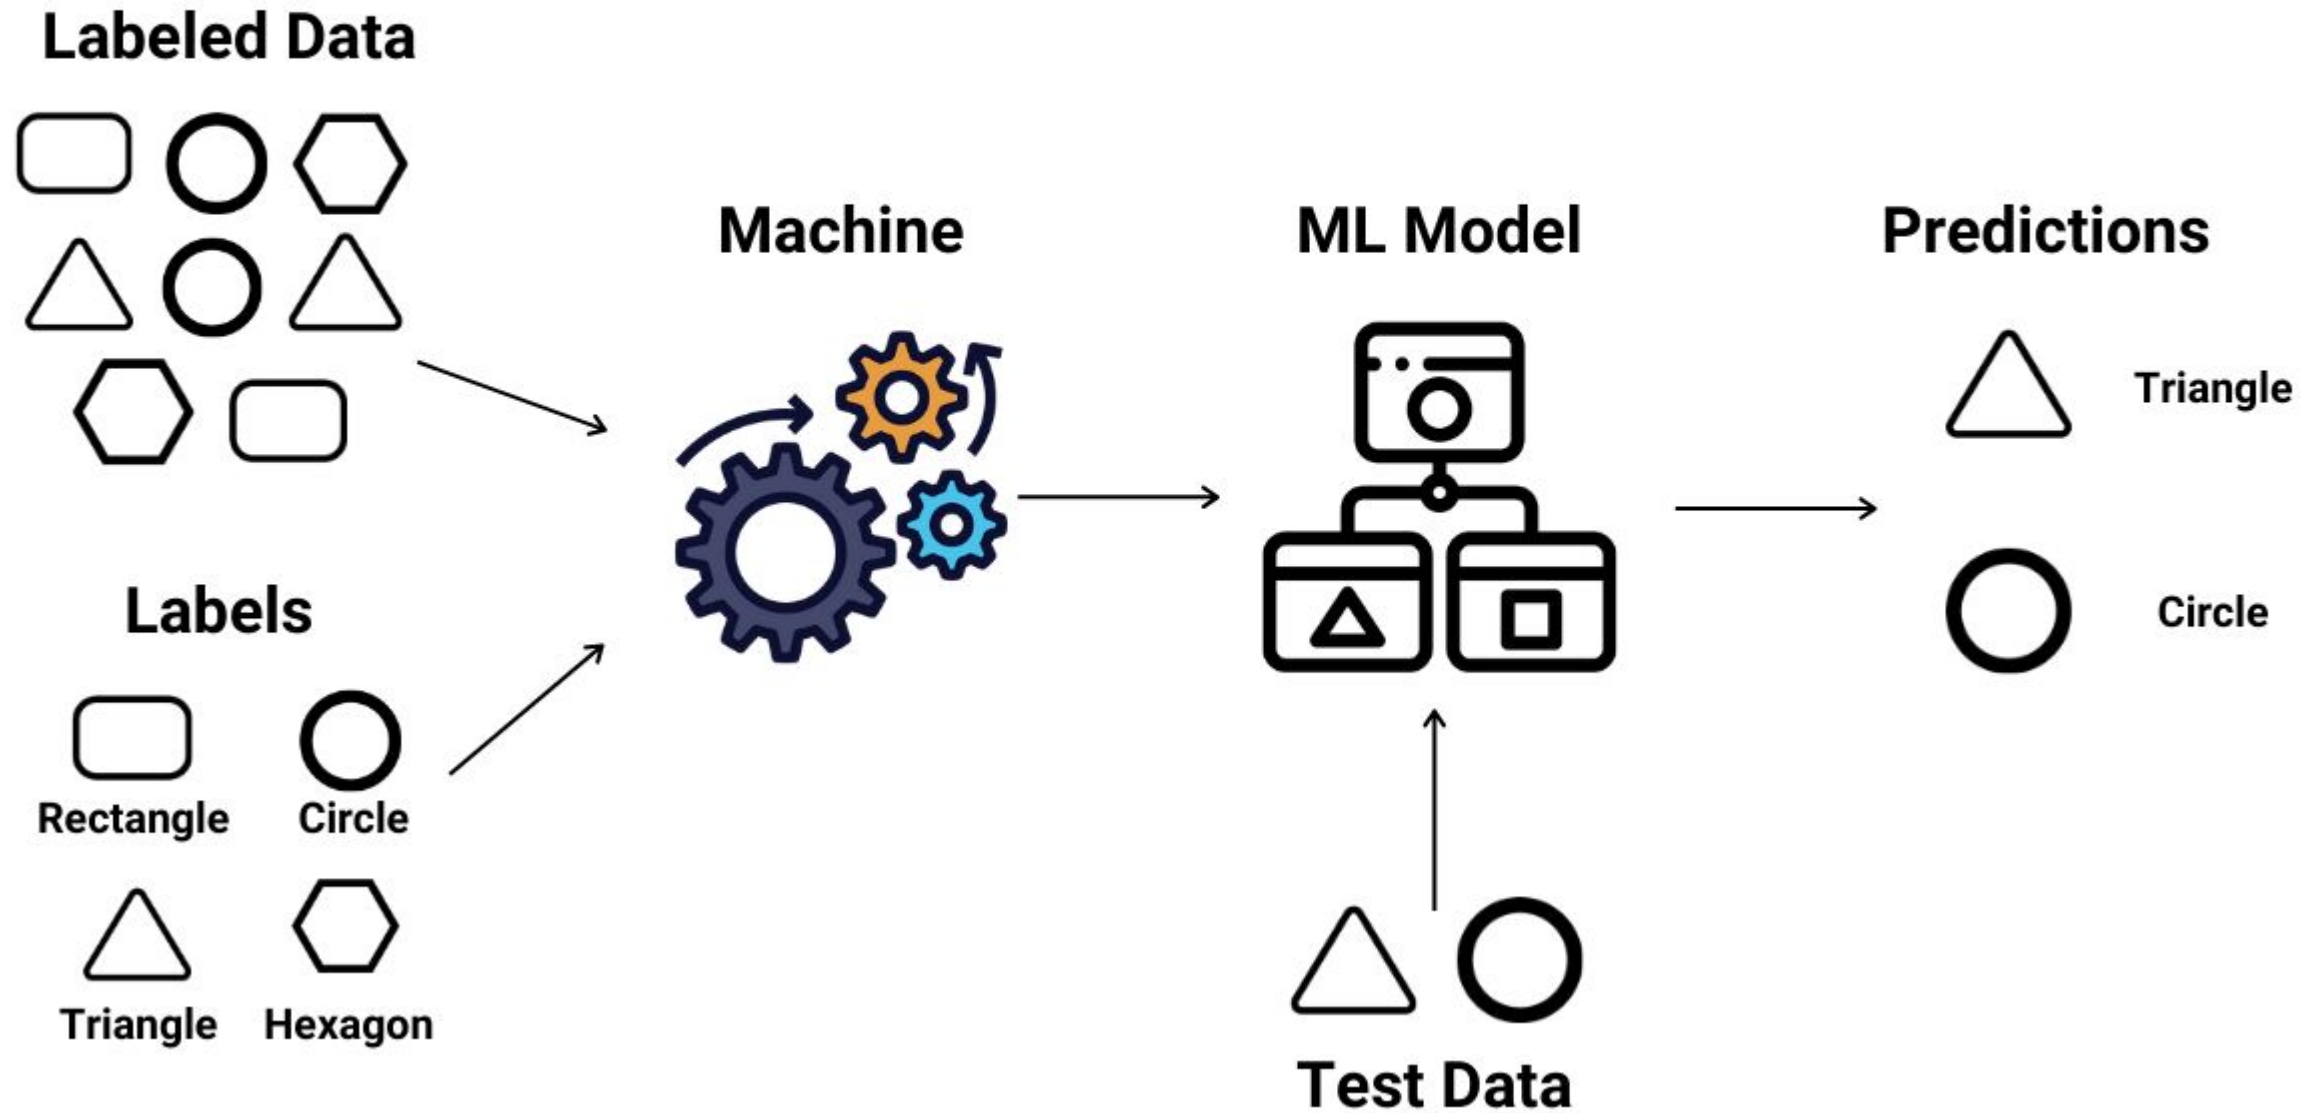 Labeled Data
Machine
ML Model
Predictions
Triangle
Circle
Labels
Rectangle
Circle
Triangle
Hexagon
Test Data